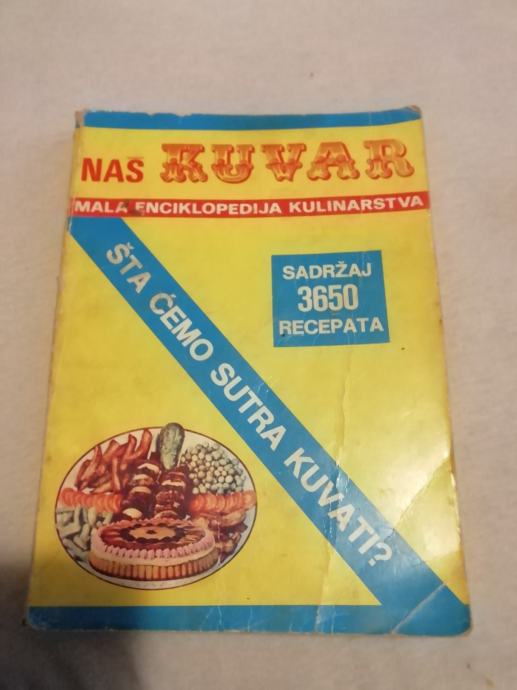 NAŠ KUVAR
MALA ENCIKLOPEDIJA KULINARSTVA
SADRŽAJ
3650
RECEPATA
ŠTA ĆEMO SUTRA KUVATI?